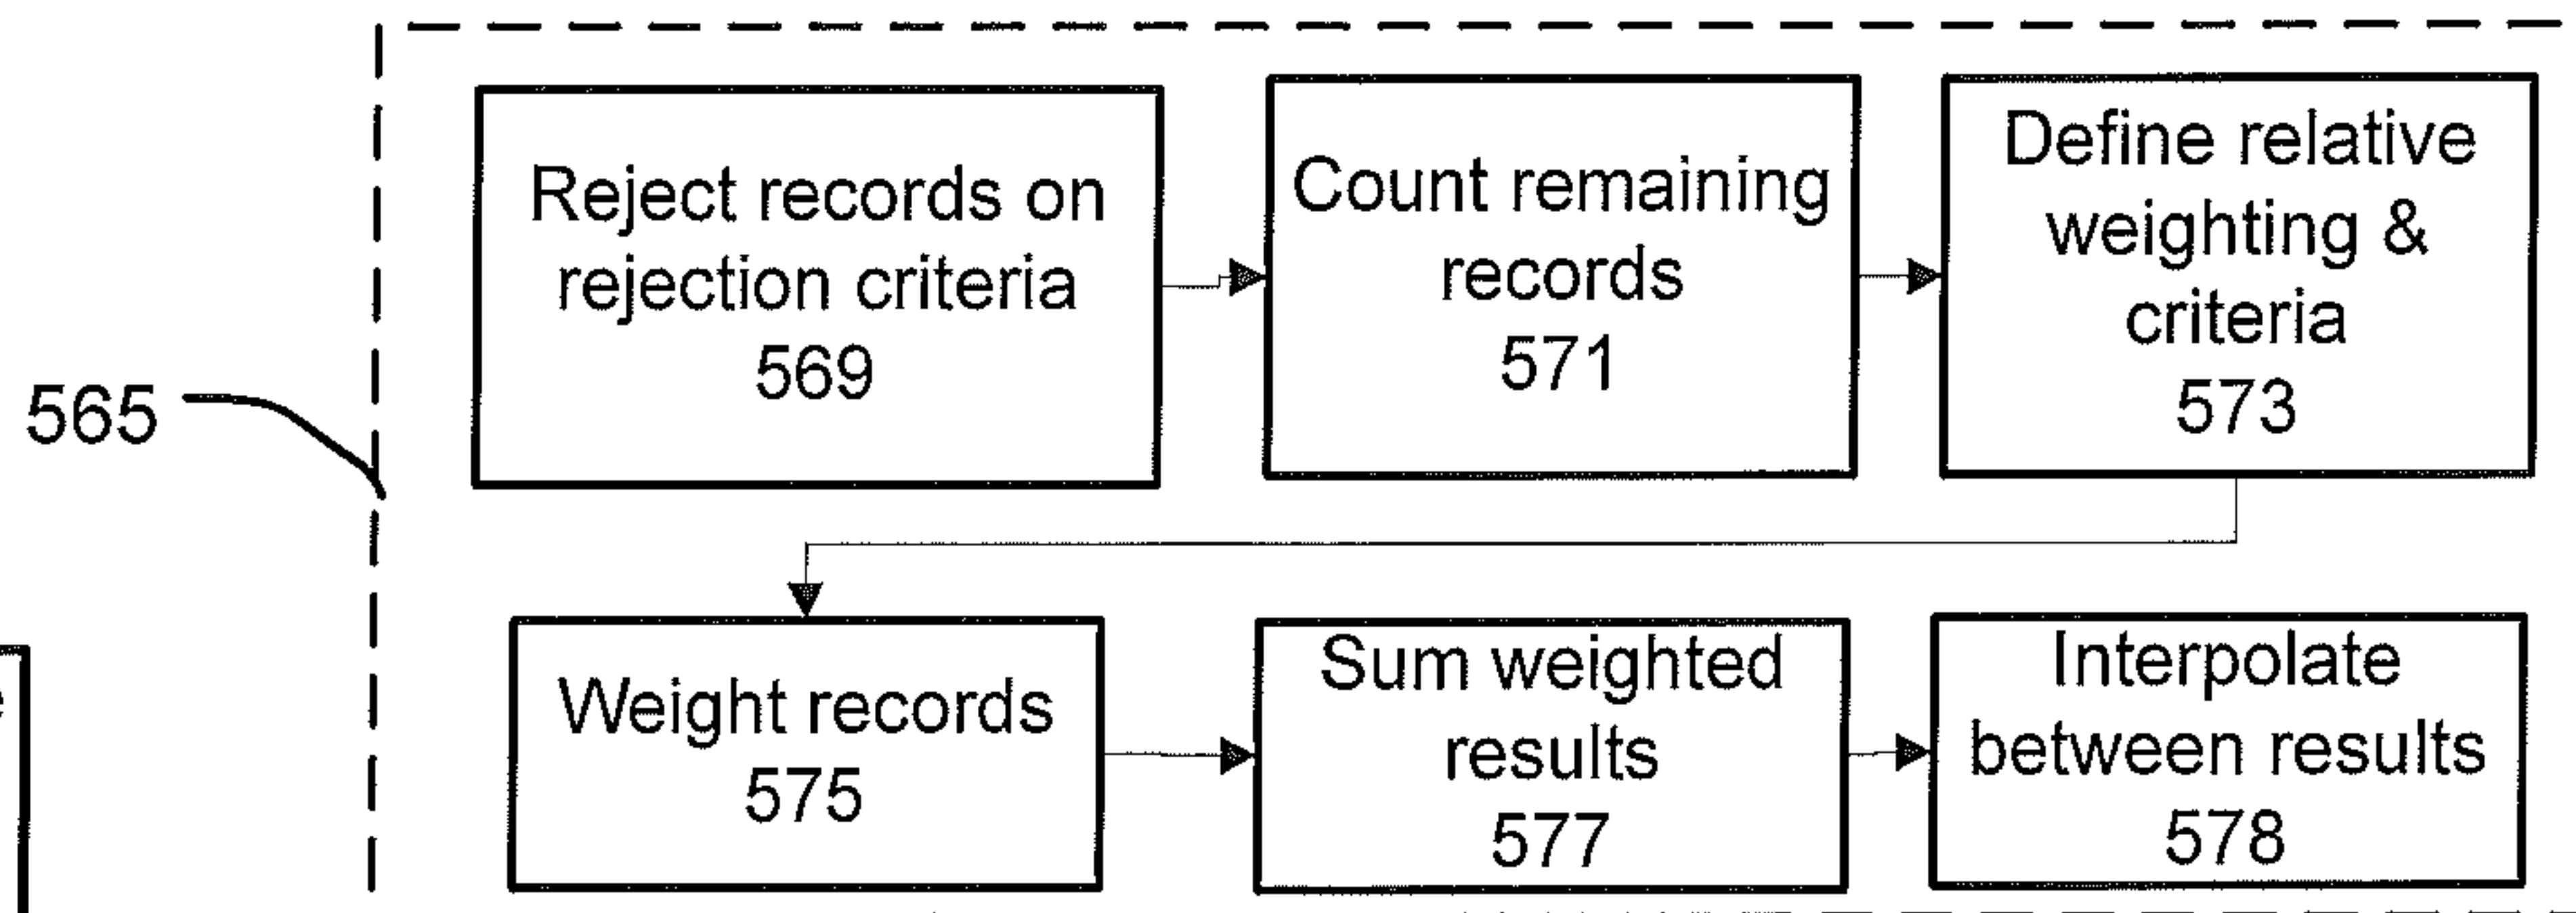 Reject records on
rejection criteria
569
Count remaining
records
571
Define relative
weighting &
criteria
573
565
Weight records
575
Sum weighted
results
577
Interpolate
between results
578